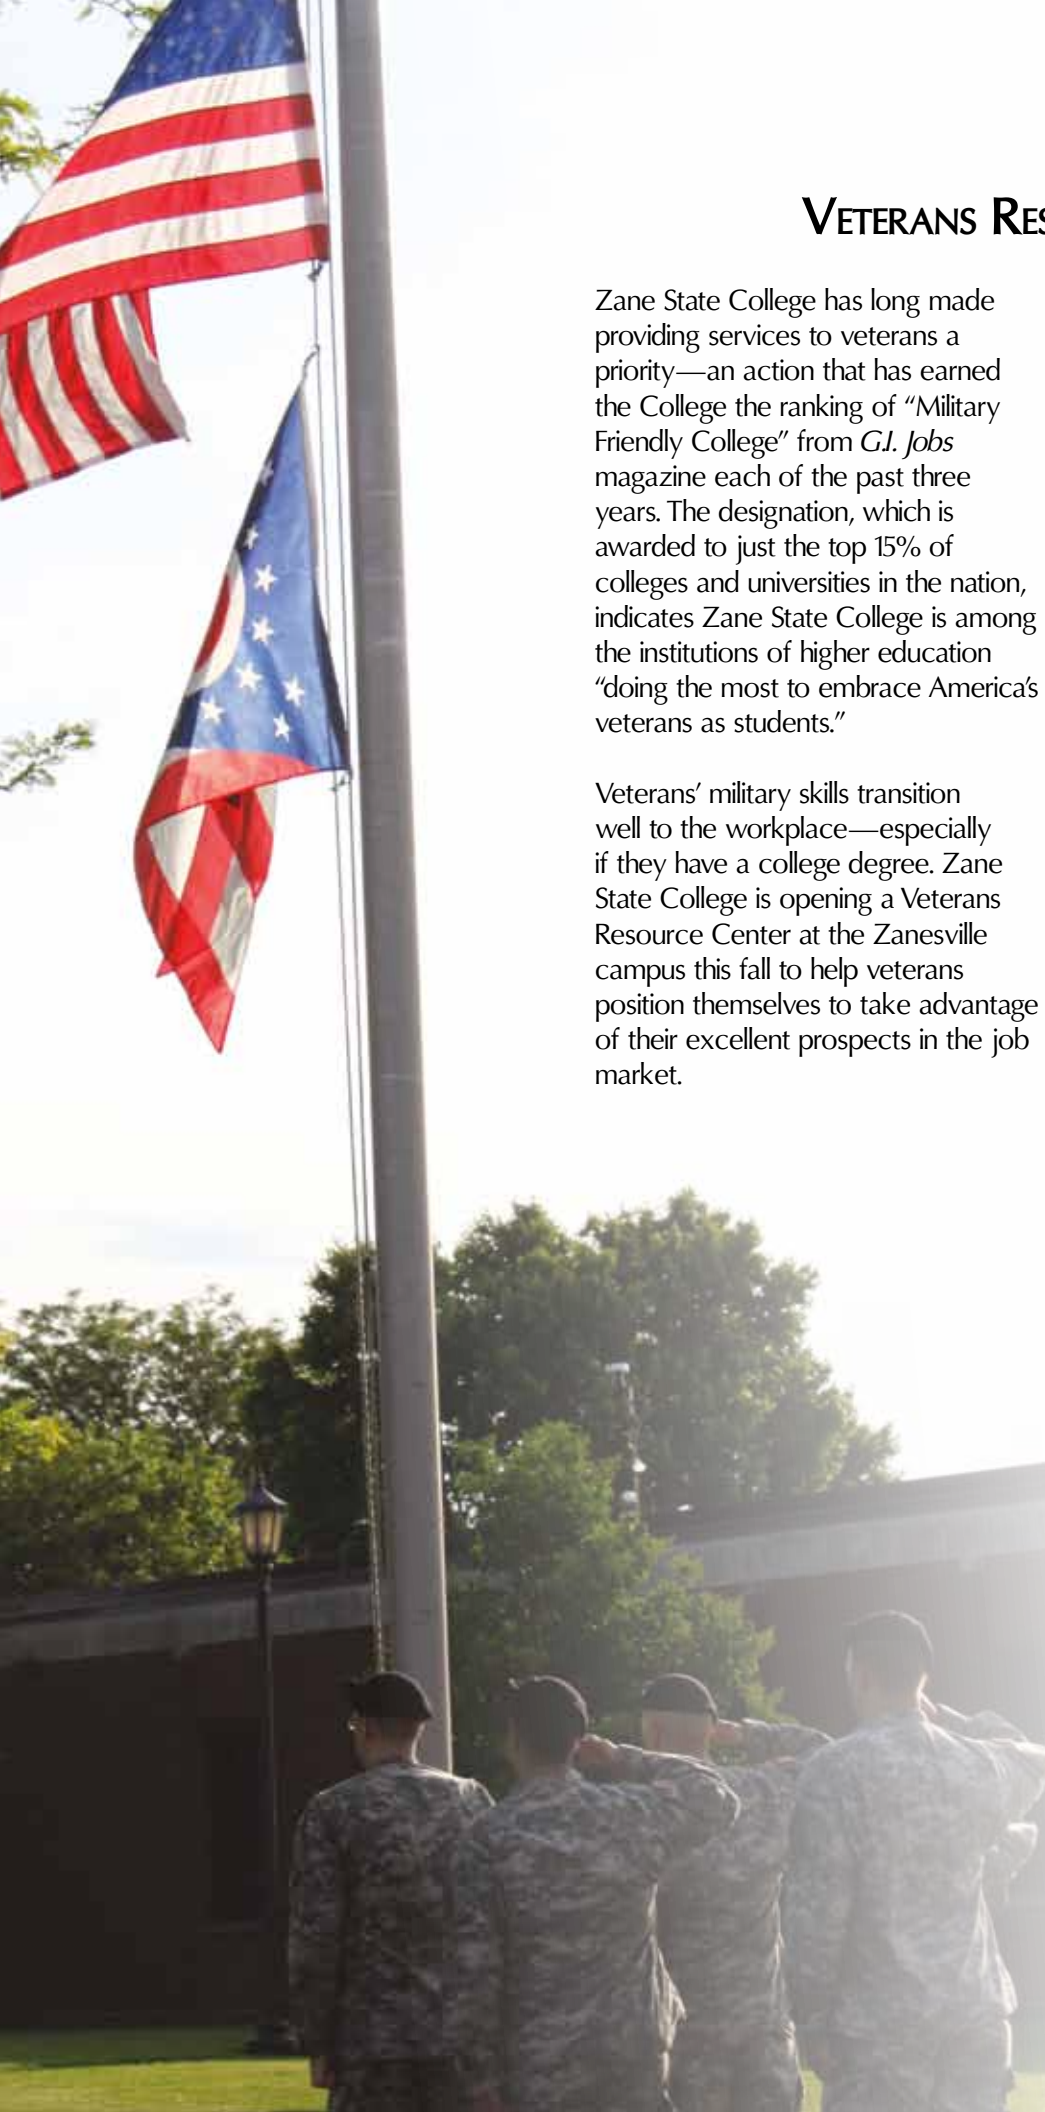 VETERANS RES
Zane State College has long made
providing services to veterans a
priority—an action that has earned
the College the ranking of “Military
Friendly College” from G.I. Jobs
magazine each of the past three
years. The designation, which is
awarded to just the top 15% of
colleges and universities in the nation,
indicates Zane State College is among
the institutions of higher education
“doing the most to embrace America’s
veterans as students.”
Veterans’ military skills transition
well to the workplace—especially
if they have a college degree. Zane
State College is opening a Veterans
Resource Center at the Zanesville
campus this fall to help veterans
position themselves to take advantage
of their excellent prospects in the job
market.